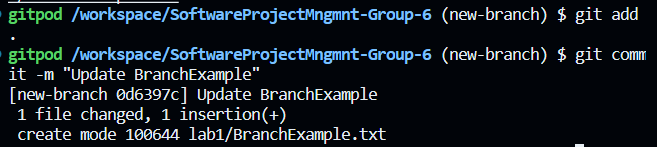 gitpod /workspace/SoftwareProjectMngmnt-Group-6 (new-branch) $ git add
.
gitpod /workspace/SoftwareProjectMngmnt-Group-6 (new-branch) $ git comm
it -m "Update BranchExample"
[new-branch 0d6397c] Update BranchExample
 1 file changed, 1 insertion(+)
 create mode 100644 lab1/BranchExample.txt